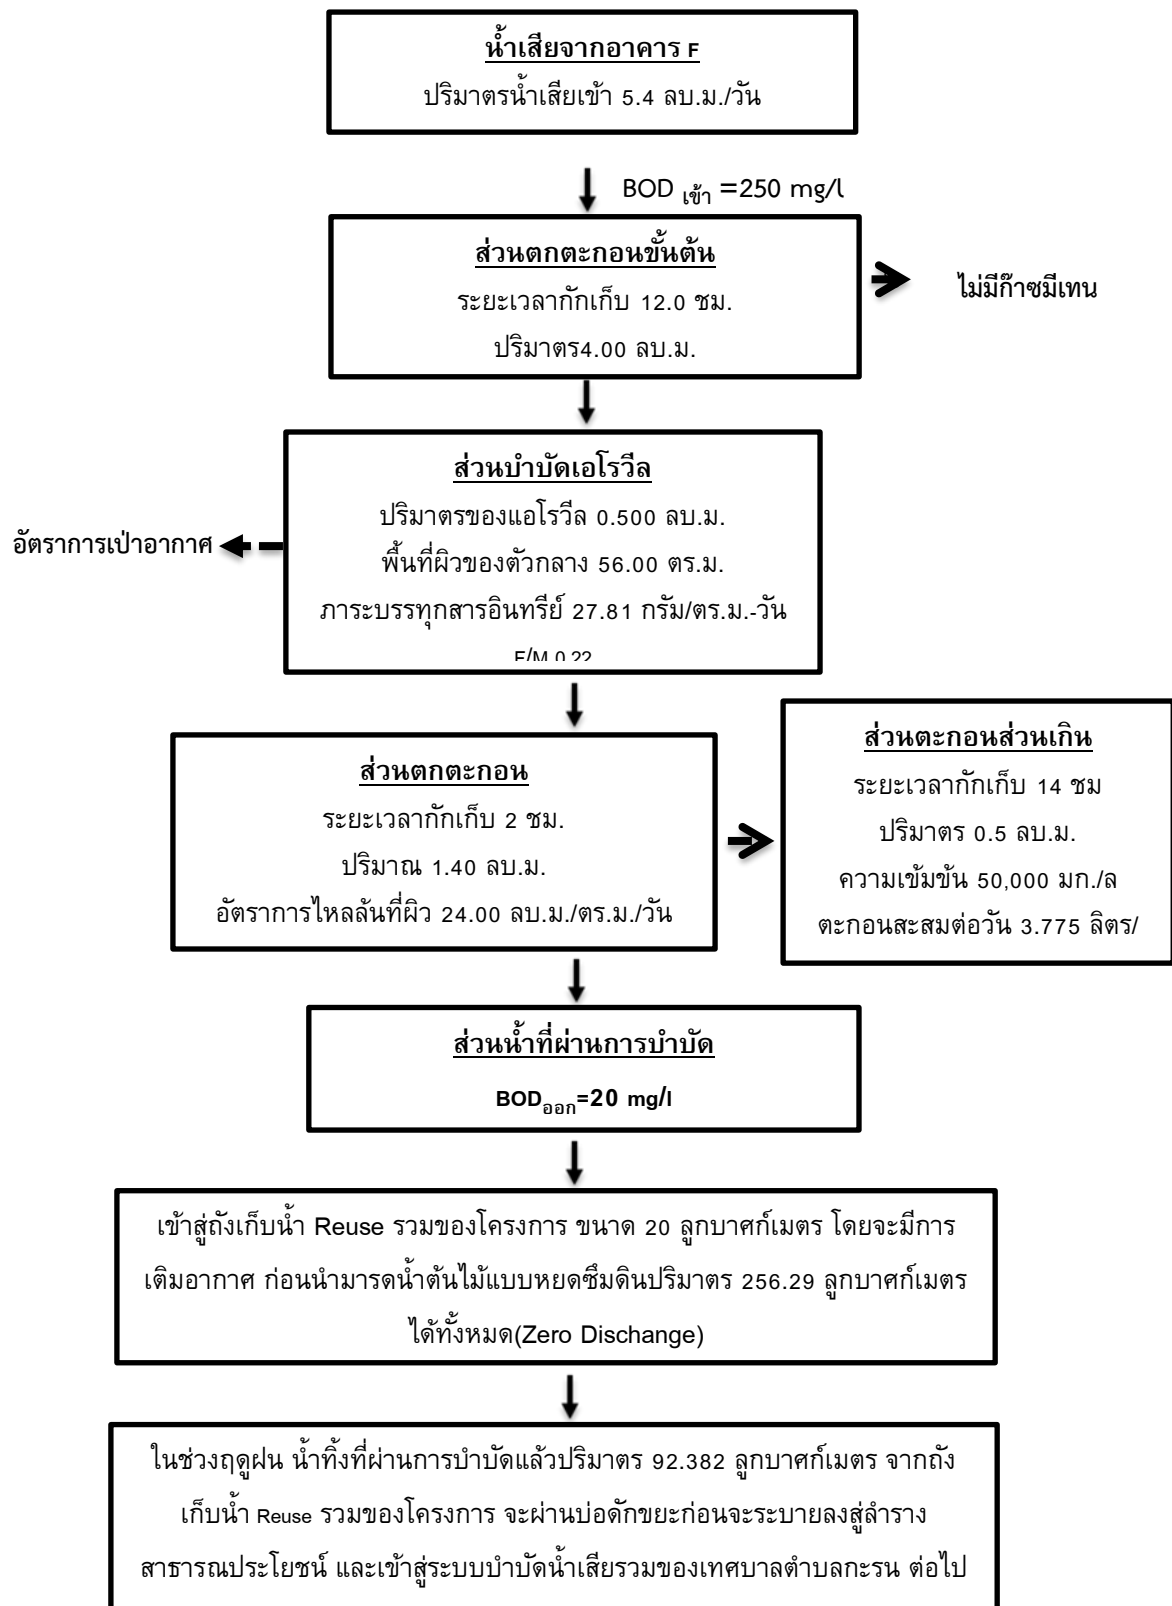 น้ำเสียจากอาคาร F
ปริมาตรน้ำเสียเข้า 5.4 ลบ.ม./วัน
BOD เข้า =250 mg/l
ส่วนตกตะกอนขั้นต้น
ระยะเวลากักเก็บ 12.0 ชม.
ปริมาตร4.00 ลบ.ม.
ไม่มีก๊าซมีเทน
ส่วนบำบัดเอโรวีล
ปริมาตรของแอโรวีล 0.500 ลบ.ม.
พื้นที่ผิวของตัวกลาง 56.00 ตร.ม.
ภาระบรรทุกสารอินทรีย์ 27.81 กรัม/ตร.ม.-วัน
F/M 0.22
อัตราการเป่าอากาศ
ส่วนตกตะกอน
ระยะเวลากักเก็บ 2 ชม.
ปริมาณ 1.40 ลบ.ม.
อัตราการไหลล้นที่ผิว 24.00 ลบ.ม./ตร.ม./วัน
ส่วนตะกอนส่วนเกิน
ระยะเวลากักเก็บ 14 ชม
ปริมาตร 0.5 ลบ.ม.
ความเข้มข้น 50,000 มก./ล
ตะกอนสะสมต่อวัน 3.775 ลิตร/
ส่วนน้ำที่ผ่านการบำบัด
BODออก=20 mg/l
เข้าสู่ถังเก็บน้ำ Reuse รวมของโครงการ ขนาด 20 ลูกบาศก์เมตร โดยจะมีการ
เติมอากาศ ก่อนนำมารดน้ำต้นไม้แบบหยดซึมดินปริมาตร 256.29 ลูกบาศก์เมตร
ได้ทั้งหมด(Zero Dischange)
ในช่วงฤดูฝน น้ำทิ้งที่ผ่านการบำบัดแล้วปริมาตร 92.382 ลูกบาศก์เมตร จากถัง
เก็บน้ำ Reuse รวมของโครงการ จะผ่านบ่อดักขยะก่อนจะระบายลงสู่ลำราง
สาธารณประโยชน์ และเข้าสู่ระบบบำบัดน้ำเสียรวมของเทศบาลตำบลกะรน ต่อไป